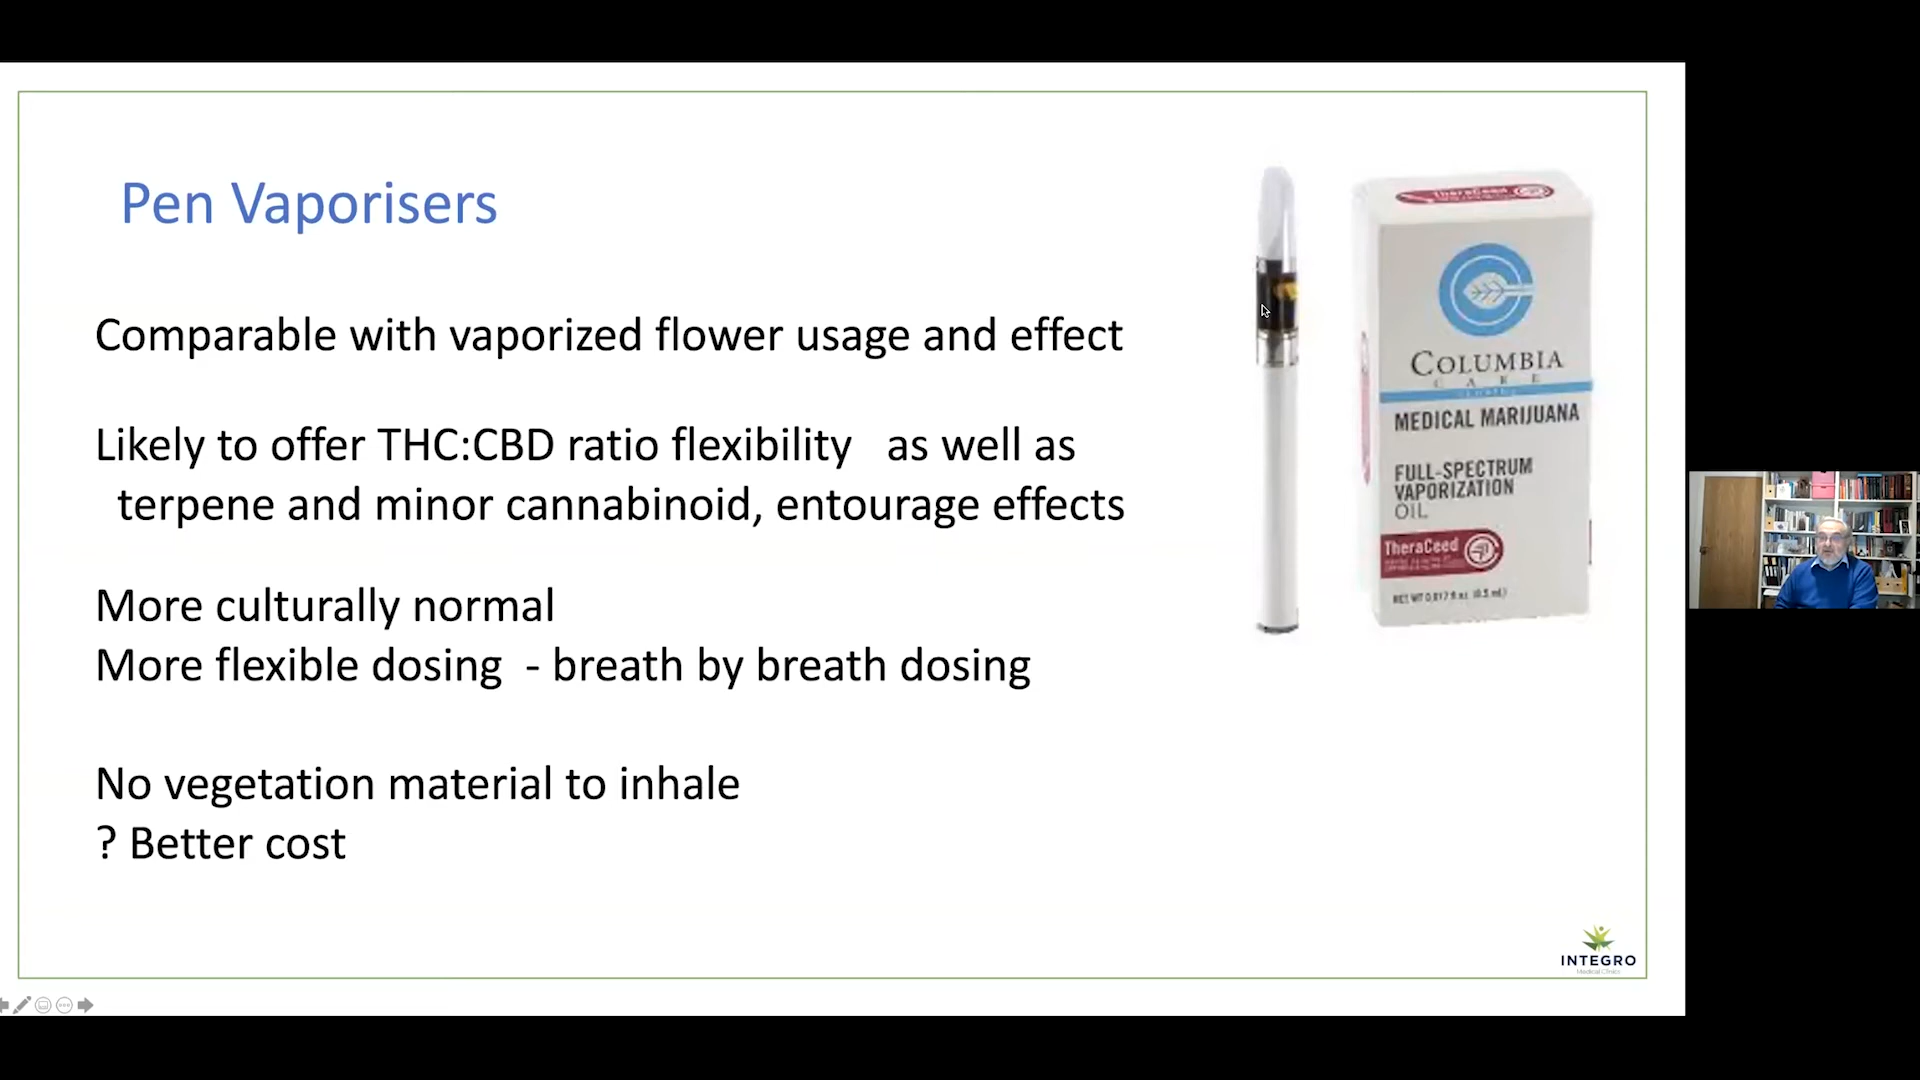 Pen Vaporisers
Comparable with vaporized flower usage and effect
Likely to offer THC:CBD ratio flexibility as well as
terpene and minor cannabinoid, entourage effects
More culturally normal
More flexible dosing - breath by breath dosing
No vegetation material to inhale
? Better cost
TheraCeed
COLUMBIA
CARE
MEDICAL MARIJUANA
FULL-SPECTRUM
VAPORIZATION
OIL
TheraCeed
NET WT 0.017 fl oz. (0.5 mL)
INTEGRO
Medical Clinics